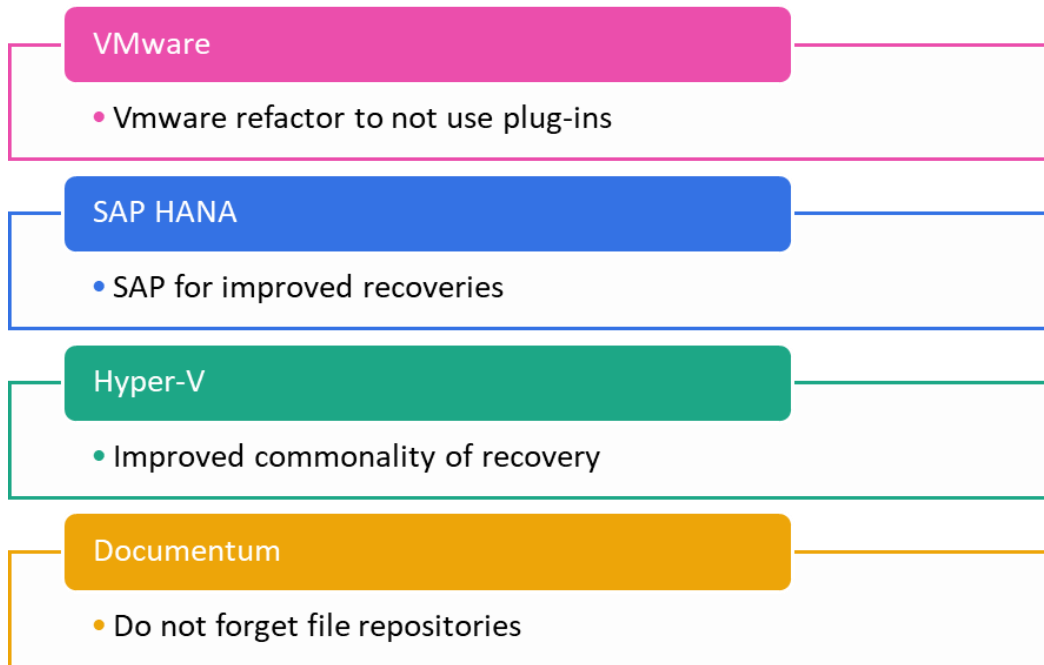 VMware
• Vmware refactor to not use plug-ins
SAP HANA
• SAP for improved recoveries
Hyper-V
• Improved commonality of recovery
Documentum
• Do not forget file repositories